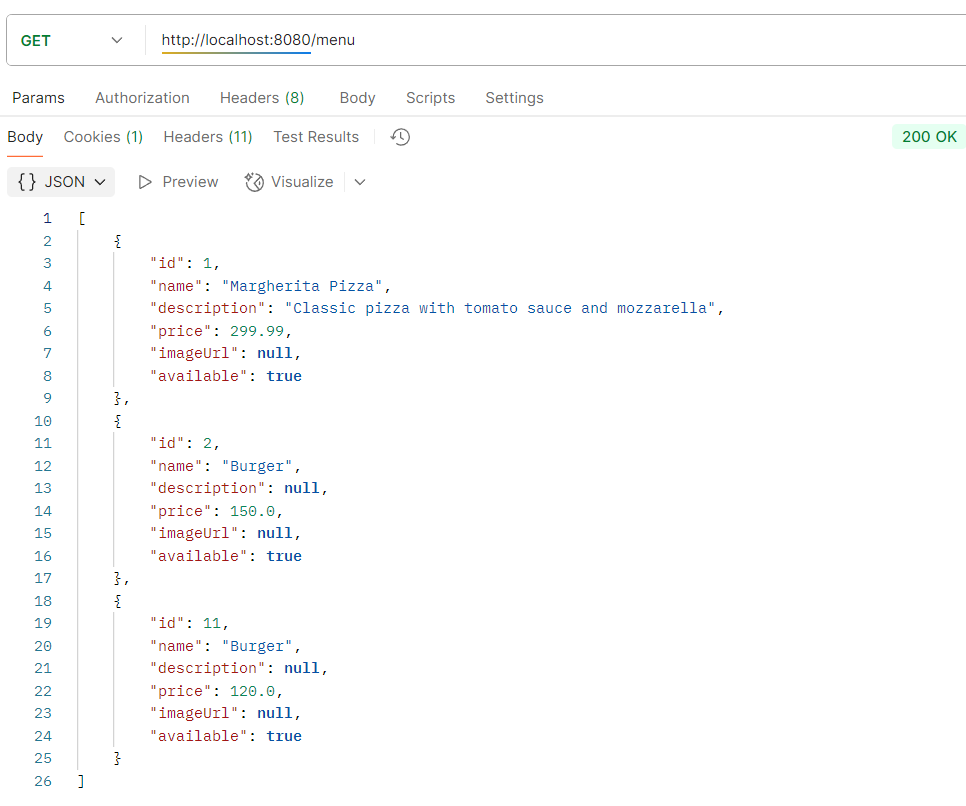 GET http://localhost:8080/menu
Params Authorization Headers (8) Body Scripts Settings
Body Cookies (1) Headers (11) Test Results 200 OK
{} JSON Preview Visualize
1 [
2 {
3 "id": 1,
4 "name": "Margherita Pizza",
5 "description": "Classic pizza with tomato sauce and mozzarella",
6 "price": 299.99,
7 "imageUrl": null,
8 "available": true
9 },
10 {
11 "id": 2,
12 "name": "Burger",
13 "description": null,
14 "price": 150.0,
15 "imageUrl": null,
16 "available": true
17 },
18 {
19 "id": 11,
20 "name": "Burger",
21 "description": null,
22 "price": 120.0,
23 "imageUrl": null,
24 "available": true
25 }
26 ]